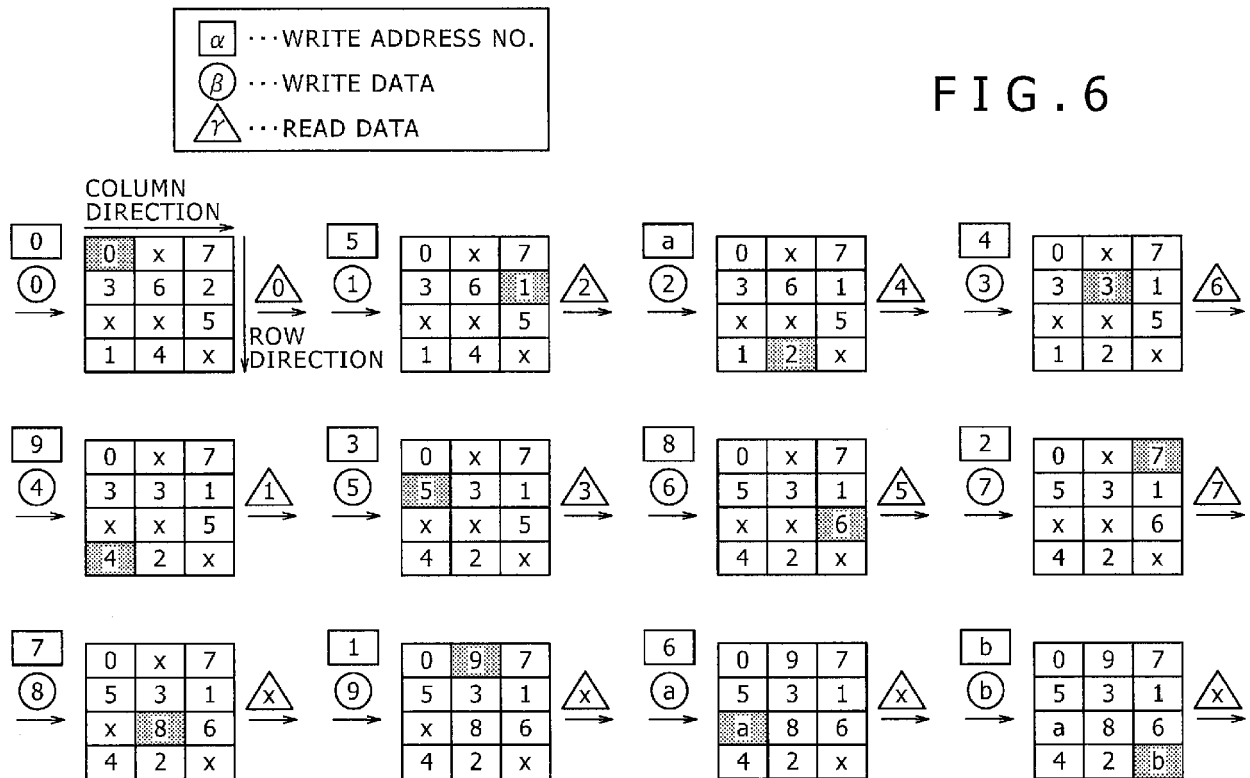 α ···WRITE ADDRESS NO.
β ···WRITE DATA
γ ···READ DATA
FIG.6
COLUMN
DIRECTION
0 5 a 4
0 x 7 0 x 7 0 x 7 0 x 7
0 3 6 2 0 1 3 6 1 2 2 3 6 1 4 3 3 3 1 6
x x 5 x x 5 x x 5 x x 5
ROW
DIRECTION
1 4 x 1 4 x 1 2 x 1 2 x
9 3 8 2
0 x 7 0 x 7 0 x 7 0 x 7
4 3 3 1 1 5 5 3 1 3 6 5 3 1 5 7 5 3 1 7
x x 5 x x 5 x x 6 x x 6
4 2 x 4 2 x 4 2 x 4 2 x
7 1 6 b
0 x 7 0 9 7 0 9 7 0 9 7
8 5 3 1 x 9 5 3 1 x a 5 3 1 x b 5 3 1 x
x 8 6 x 8 6 a 8 6 a 8 6
4 2 x 4 2 x 4 2 x 4 2 b